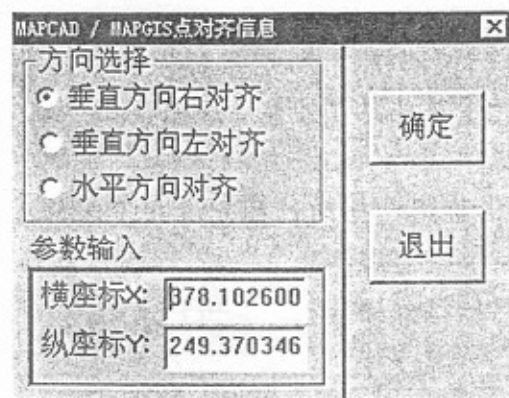 MAPCAD / MAPGIS点对齐信息
方向选择
垂直方向右对齐
垂直方向左对齐
水平方向对齐
确定
退出
参数输入
横座标X: 378.102600
纵座标Y: 249.370346